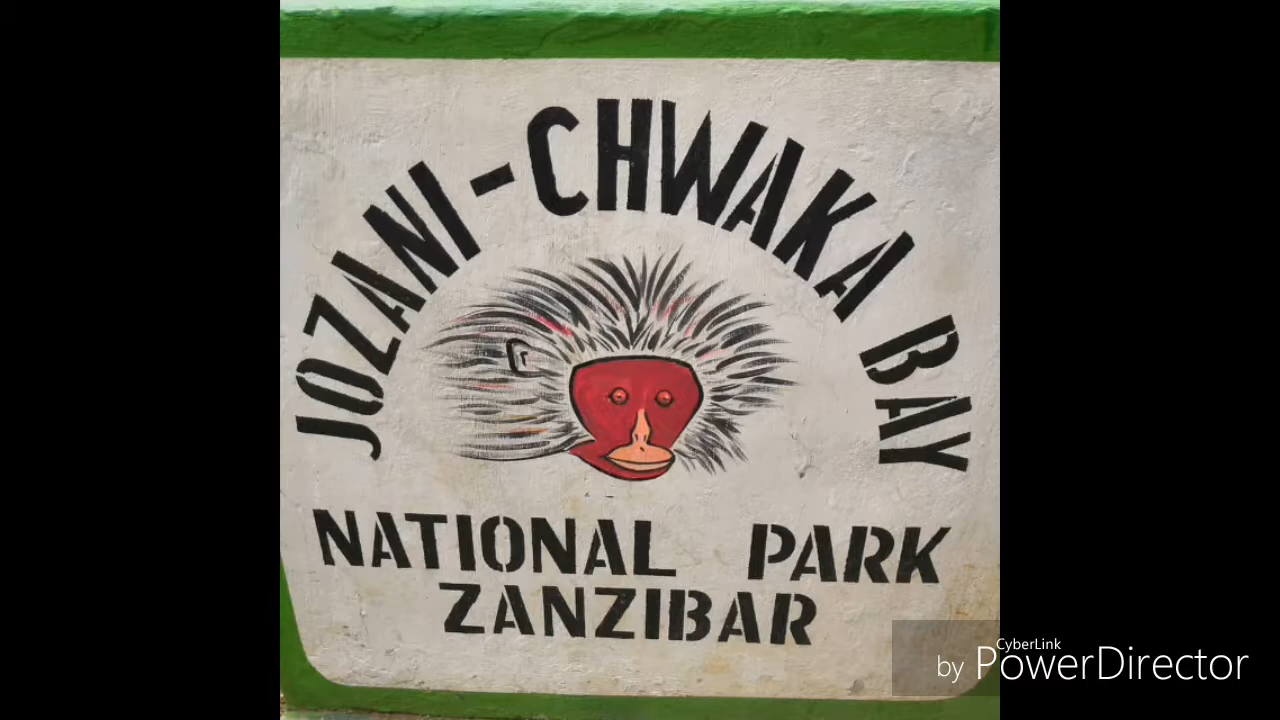 JOZANI-CHWAKA BAY
NATIONAL PARK
ZANZIBAR
CyberLink
by PowerDirector